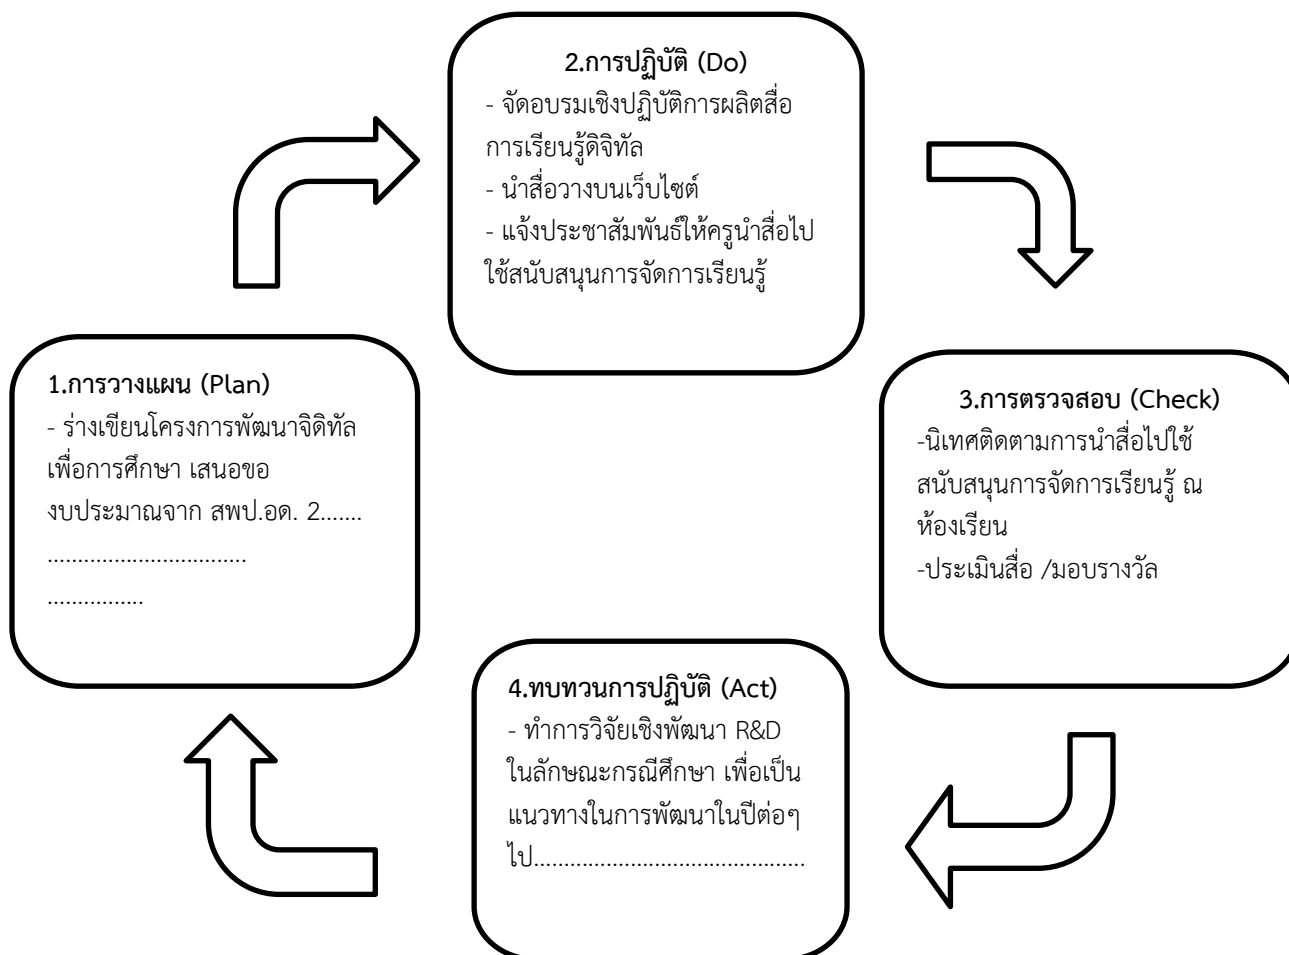 2.การปฏิบัติ (Do)
- จัดอบรมเชิงปฏิบัติการผลิตสื่อ
การเรียนรู้ดิจิทัล
- นำสื่อวางบนเว็บไซต์
- แจ้งประชาสัมพันธ์ให้ครูนำสื่อไป
ใช้สนับสนุนการจัดการเรียนรู้
1.การวางแผน (Plan)
- ร่างเขียนโครงการพัฒนาจิดิทัล
เพื่อการศึกษา เสนอขอ
งบประมาณจาก สพป.อด. 2.......
.................................
................
3.การตรวจสอบ (Check)
-นิเทศติดตามการนำสื่อไปใช้
สนับสนุนการจัดการเรียนรู้ ณ
ห้องเรียน
-ประเมินสื่อ /มอบรางวัล
4.ทบทวนการปฏิบัติ (Act)
- ทำการวิจัยเชิงพัฒนา R&D
ในลักษณะกรณีศึกษา เพื่อเป็น
แนวทางในการพัฒนาในปีต่อๆ
ไป.............................................